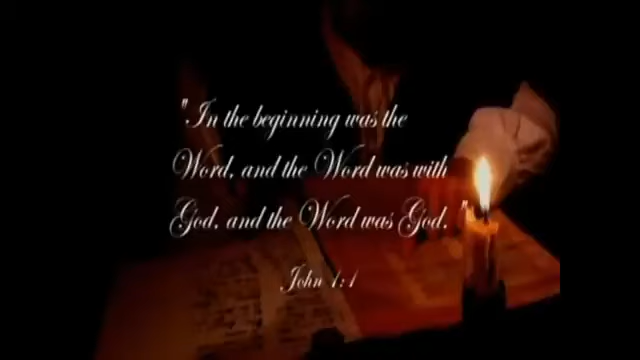 "In the beginning was the
Word, and the Word was with
God, and the Word was God. "
John 1:1